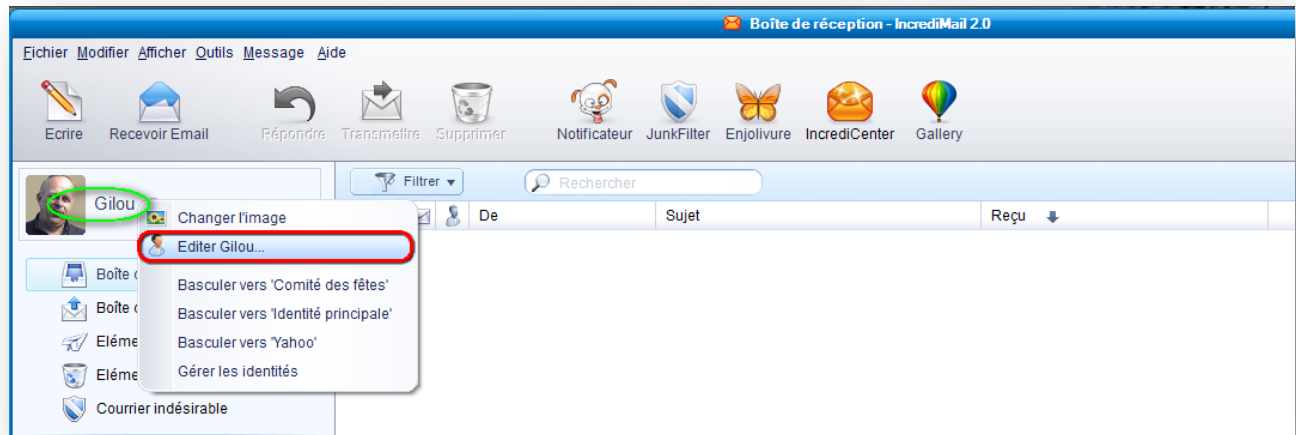 Boîte de réception - IncrediMail 2.0
Fichier Modifier Afficher Outils Message Aide
Ecrire Recevoir Email Répondre Transmettre Supprimer Notificateur JunkFilter Enjolivure IncrediCenter Gallery
Filtrer Rechercher
Gilou
De Sujet Reçu
Changer l'image
Editer Gilou...
Boîte
Basculer vers 'Comité des fêtes'
Boîte
Basculer vers 'Identité principale'
Eléme
Basculer vers 'Yahoo'
Eléme
Gérer les identités
Courrier indésirable